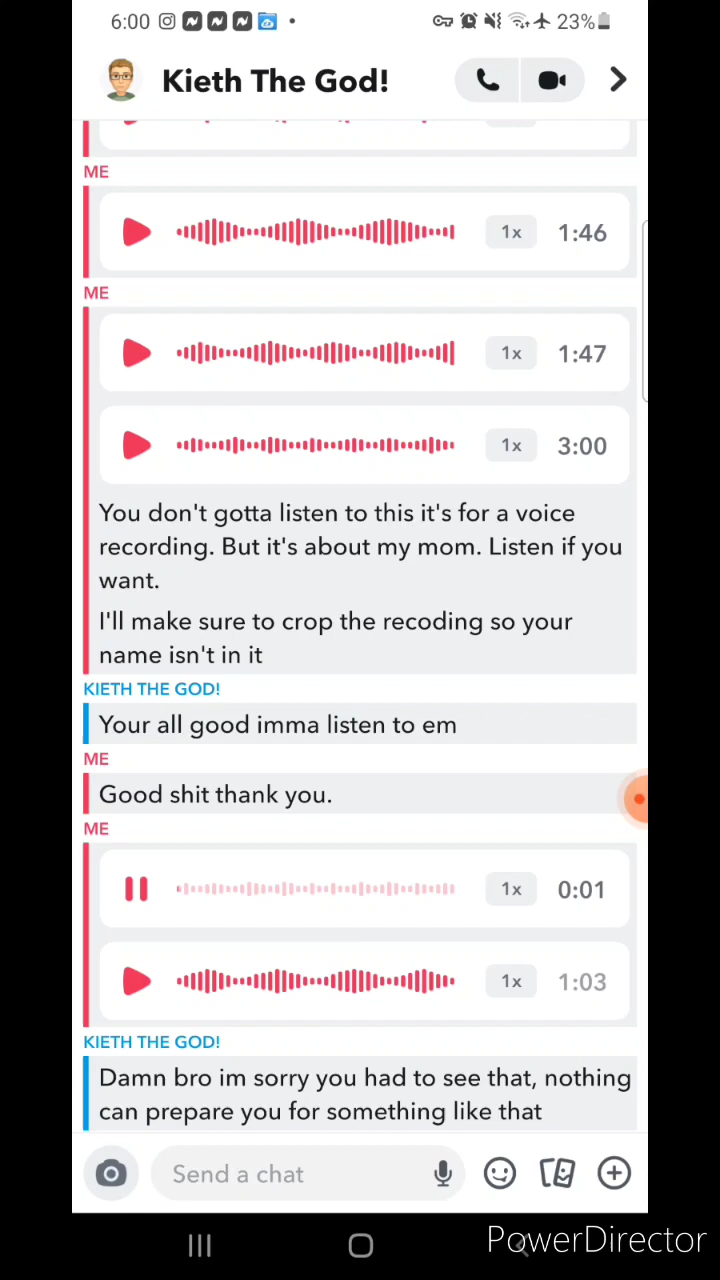 6:00
23%
Kieth The God!
ME
1x 1:46
ME
1x 1:47
1x 3:00
You don't gotta listen to this it's for a voice
recording. But it's about my mom. Listen if you
want.
I'll make sure to crop the recoding so your
name isn't in it
KIETH THE GOD!
Your all good imma listen to em
ME
Good shit thank you.
ME
1x 0:01
1x 1:03
KIETH THE GOD!
Damn bro im sorry you had to see that, nothing
can prepare you for something like that
Send a chat
PowerDirector